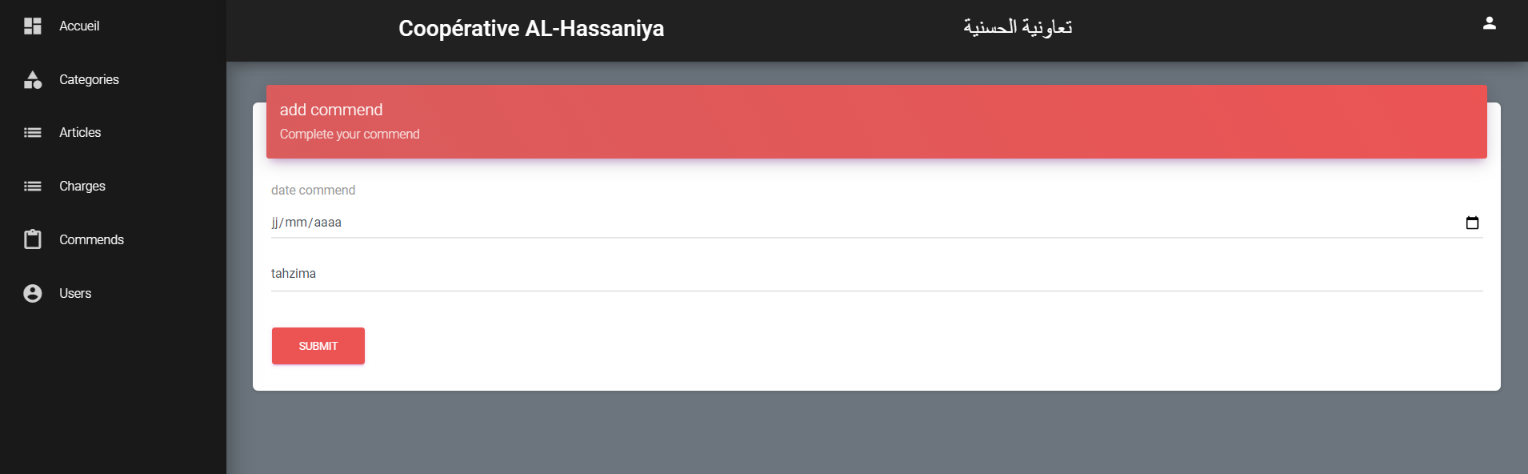 Accueil
Categories
Articles
Charges
Commends
Users
Coopérative AL-Hassaniya
تعاونية الحسنية
add commend
Complete your commend
date commend
jj/mm/aaaa
tahzima
SUBMIT